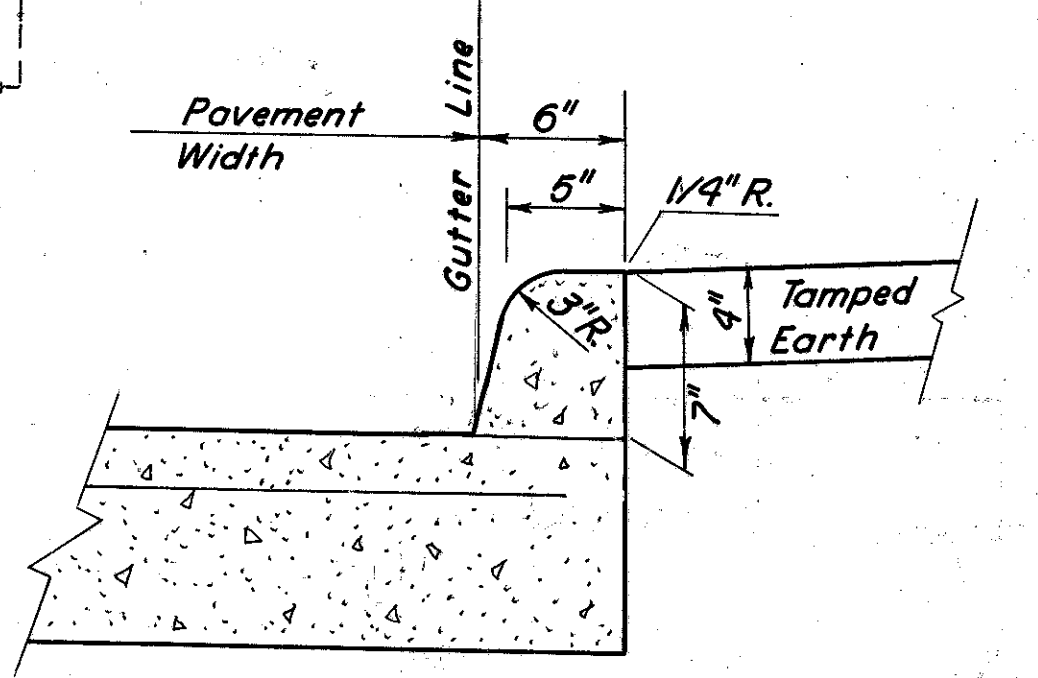 Pavement
Width
Gutter Line
6"
5"
1/4" R.
3"R.
4"
Tamped
Earth
7"